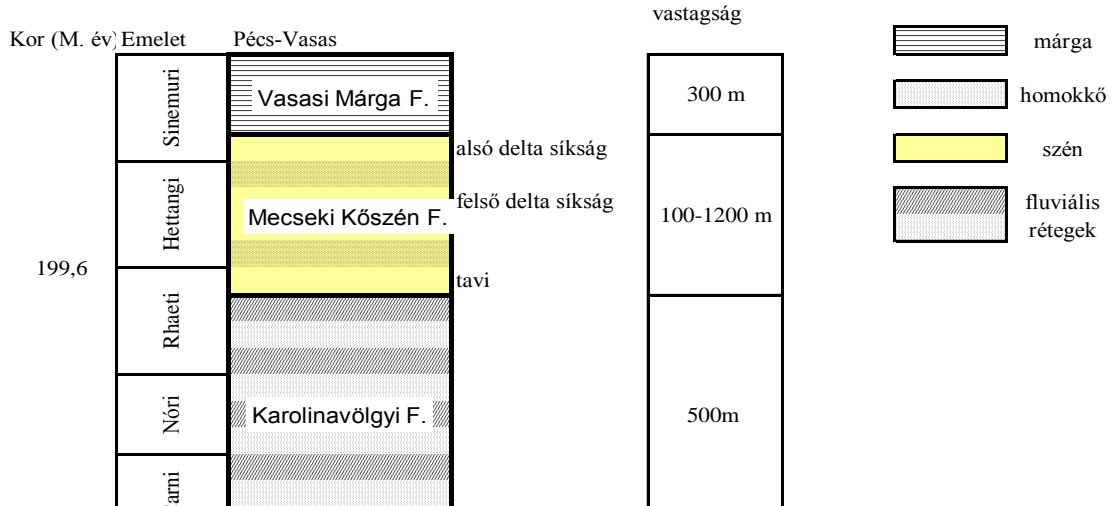 vastagság
Kor (M. év) Emelet Pécs-Vasas
márga
Sinemuri
Vasasi Márga F.
300 m
homokkő
alsó delta síkság
szén
Hettangi
felső delta síkság
Mecseki Kőszén F.
100-1200 m
fluviális
rétegek
199,6
tavi
Rhaeti
Nóri
Karolinavölgyi F.
500m
arni